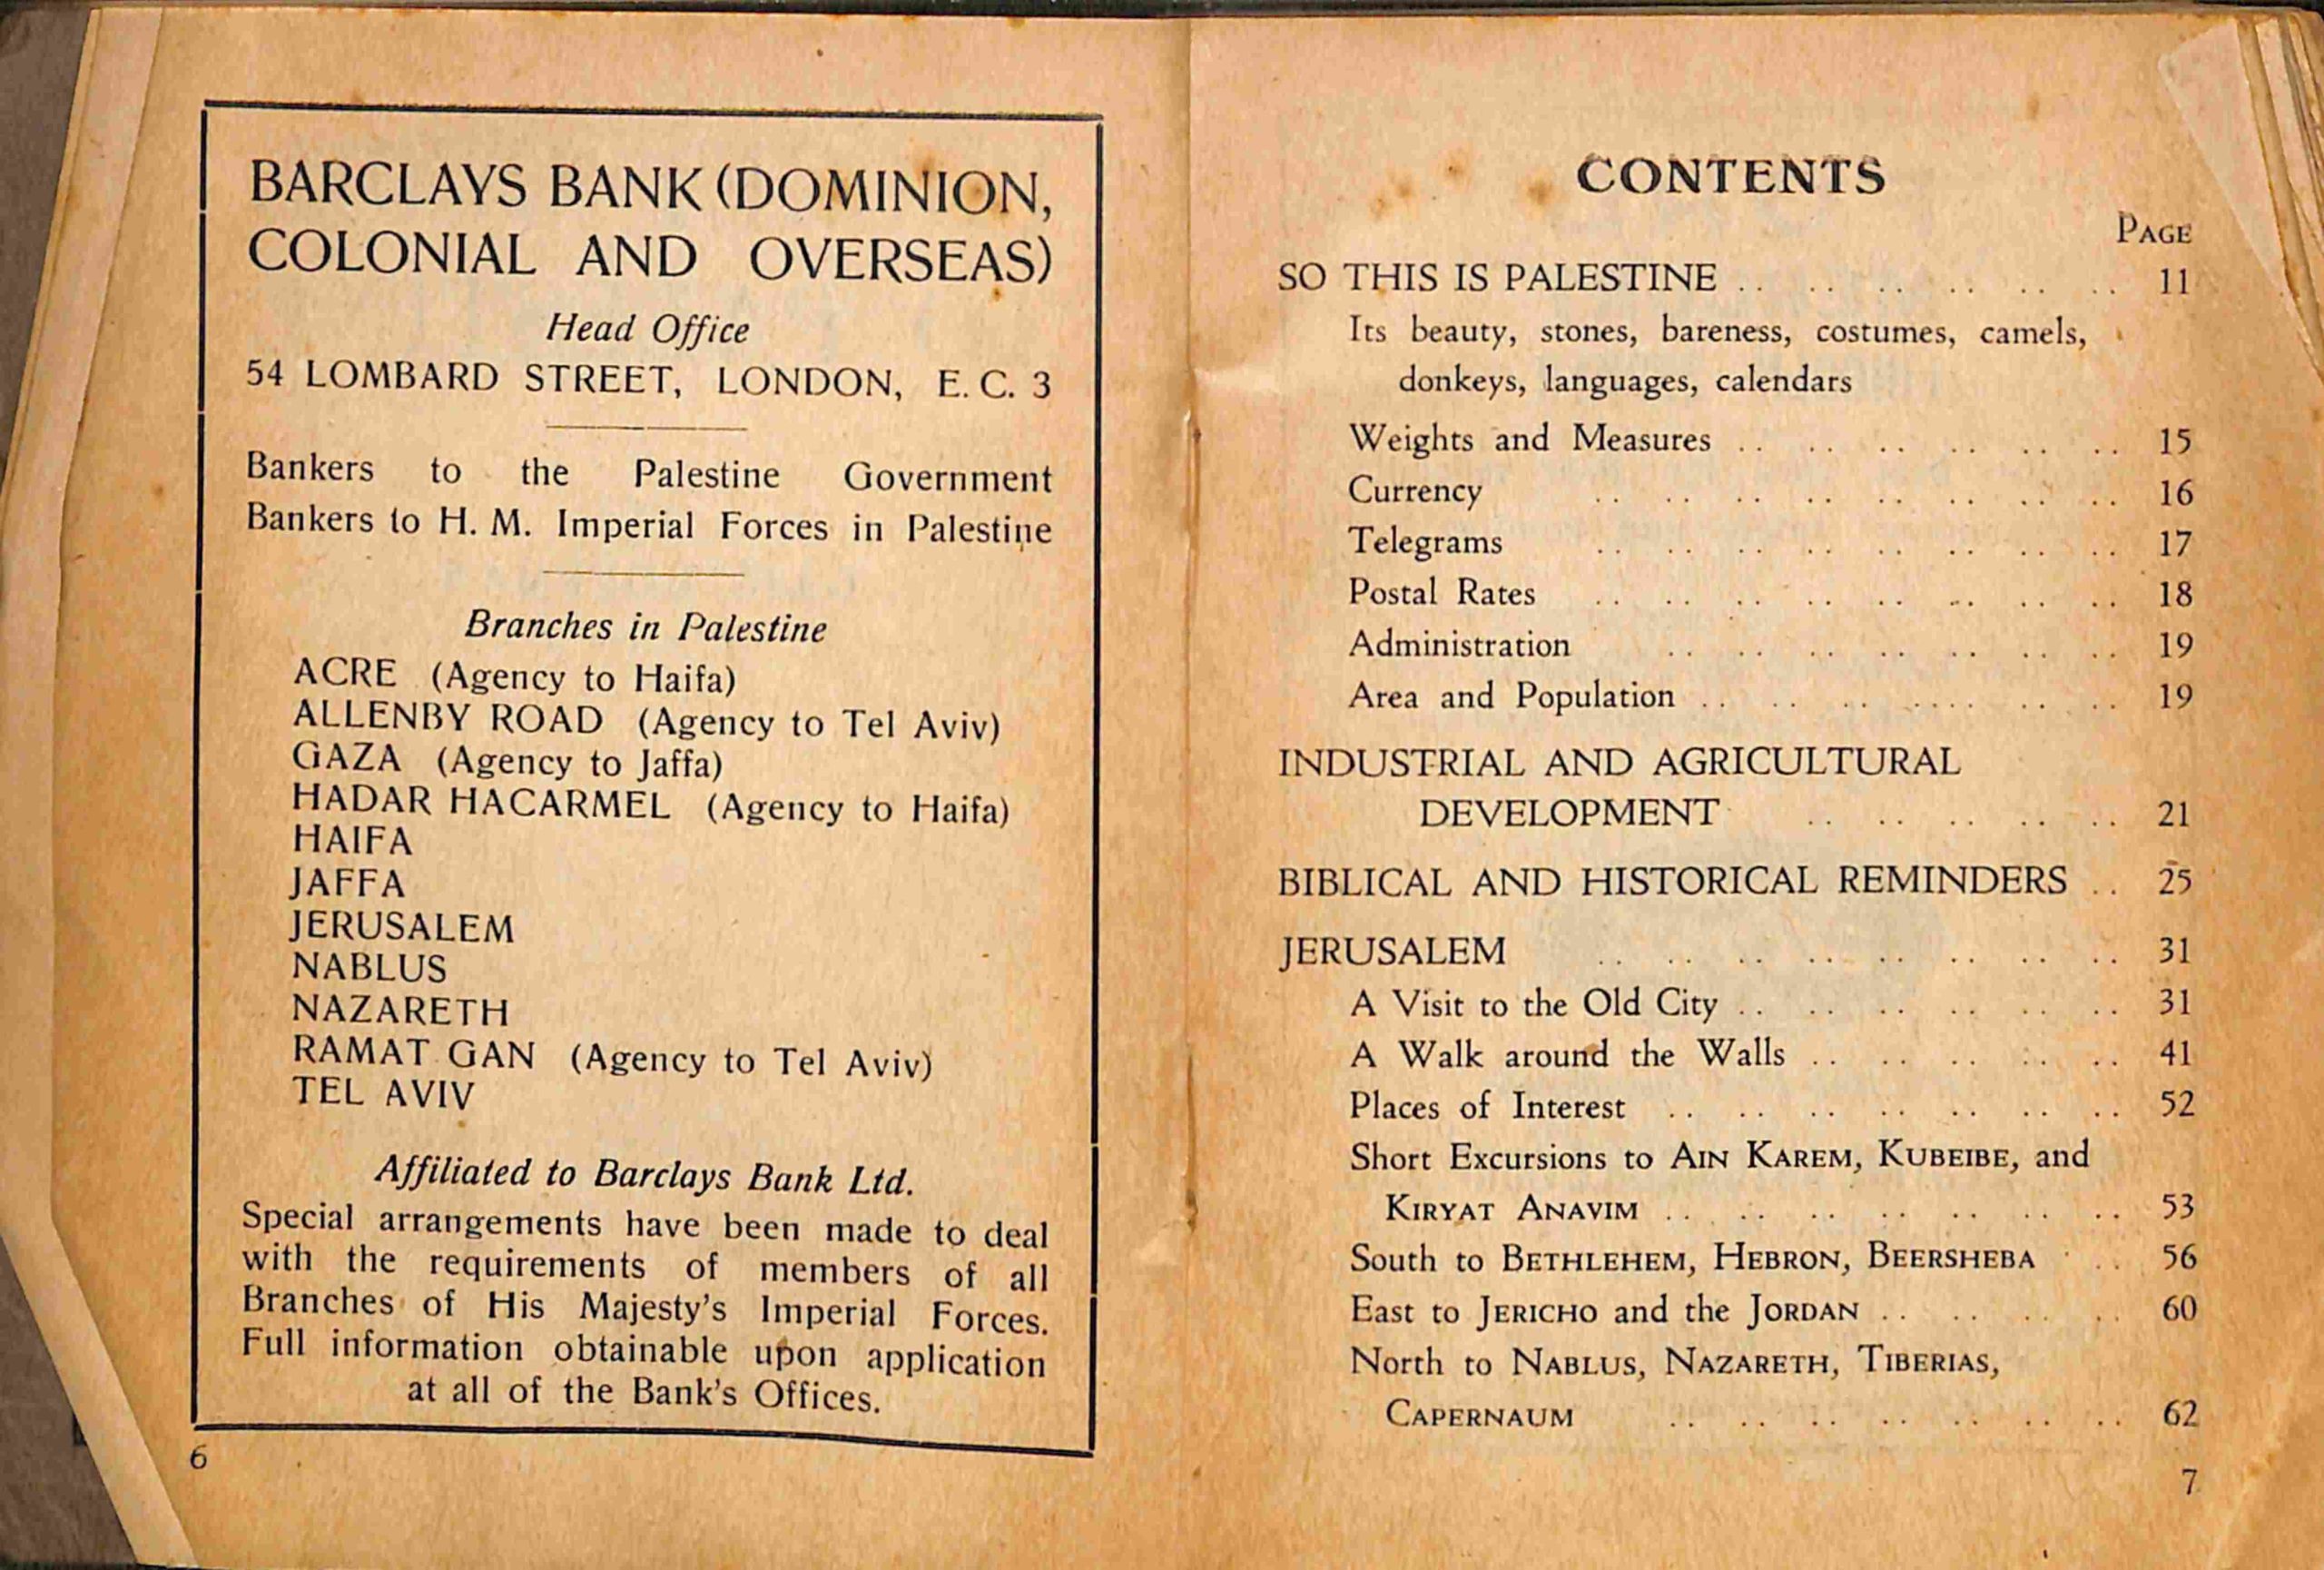 BARCLAYS BANK (DOMINION,
COLONIAL AND OVERSEAS)
Head Office
54 LOMBARD STREET, LONDON, E. C. 3
Bankers to the Palestine Government
Bankers to H. M. Imperial Forces in Palestine
Branches in Palestine
ACRE (Agency to Haifa)
ALLENBY ROAD (Agency to Tel Aviv)
GAZA (Agency to Jaffa)
HADAR HACARMEL (Agency to Haifa)
HAIFA
JAFFA
JERUSALEM
NABLUS
NAZARETH
RAMAT GAN (Agency to Tel Aviv)
TEL AVIV
Affiliated to Barclays Bank Ltd.
Special arrangements have been made to deal
with the requirements of members of all
Branches of His Majesty's Imperial Forces.
Full information obtainable upon application
at all of the Bank's Offices.
6
CONTENTS
PAGE
SO THIS IS PALESTINE .. .. .. .. .. .. 11
Its beauty, stones, bareness, costumes, camels,
donkeys, languages, calendars
Weights and Measures .. .. .. .. .. .. 15
Currency .. .. .. .. .. .. .. .. 16
Telegrams .. .. .. .. .. .. .. .. 17
Postal Rates .. .. .. .. .. .. .. .. 18
Administration .. .. .. .. .. .. .. 19
Area and Population .. .. .. .... .. .. 19
INDUSTRIAL AND AGRICULTURAL
DEVELOPMENT .. .. .. .. .. 21
BIBLICAL AND HISTORICAL REMINDERS .. 25
JERUSALEM .. .. .. .. .. .. .. .. 31
A Visit to the Old City .. .. .. .. .. .. 31
A Walk around the Walls .. .. .. .. .. 41
Places of Interest .. .. .. .. .. .. .. 52
Short Excursions to AIN KAREM, KUBEIBE, and
KIRYAT ANAVIM .. .. .. .. .. .. .. 53
South to BETHLEHEM, HEBRON, BEERSHEBA .. 56
East to JERICHO and the JORDAN .. .. .. .. 60
North to NABLUS, NAZARETH, TIBERIAS,
CAPERNAUM .. .. .. .. .. .. .. 62
7